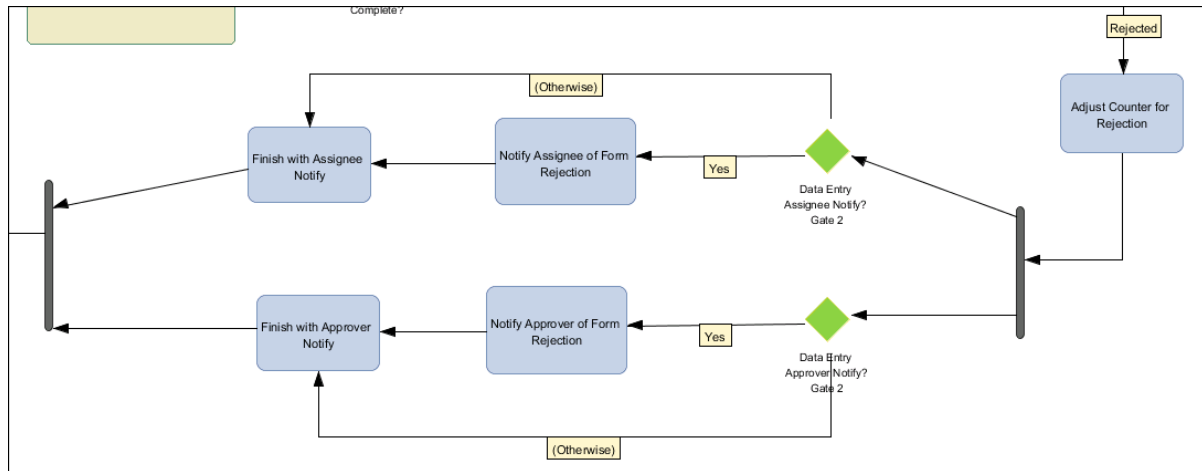 Complete?
Rejected
(Otherwise)
Adjust Counter for
Rejection
Finish with Assignee
Notify
Notify Assignee of Form
Rejection
Yes
Data Entry
Assignee Notify?
Gate 2
Finish with Approver
Notify
Notify Approver of Form
Rejection
Yes
Data Entry
Approver Notify?
Gate 2
(Otherwise)